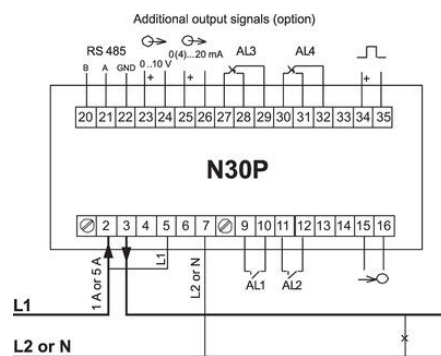 Additional output signals (option)
RS 485 0(4)...20 mA AL3 AL4
B A GND 0 ..10 V
+ + +
20 21 22 23 24 25 26 27 28 29 30 31 32 33 34 35
N30P
2 3 4 5 6 7 9 10 11 12 13 14 15 16
1 A or 5 A
L1
L2 or N
AL1 AL2
L1
L2 or N